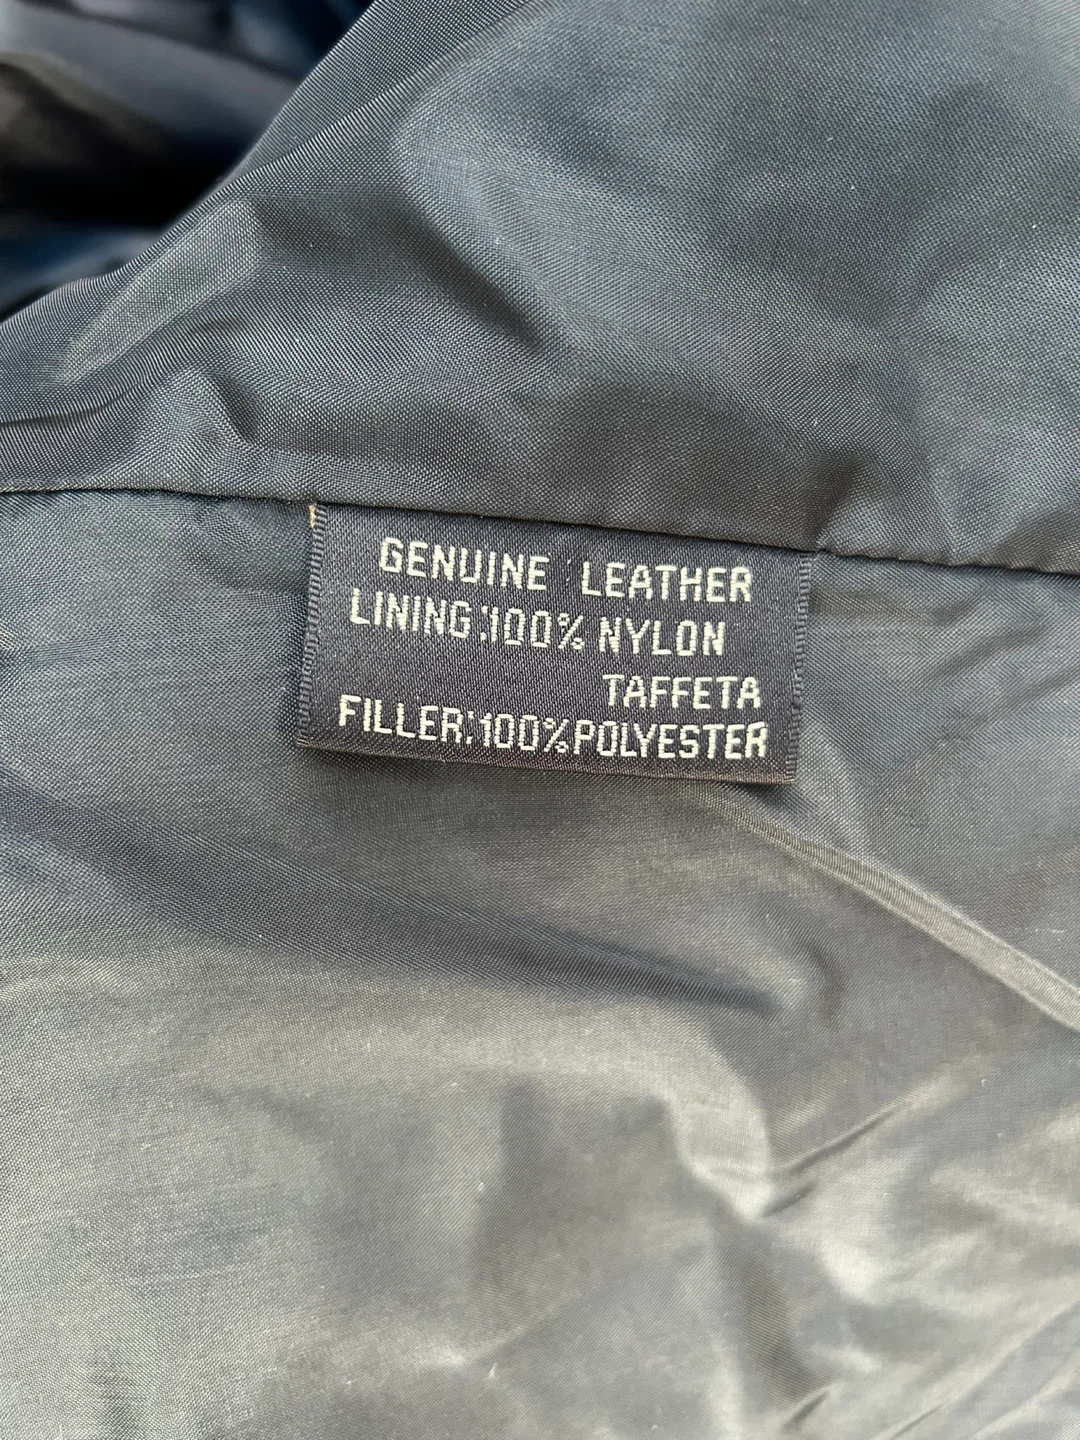 GENUINE LEATHER
LINING:100% NYLON
TAFFETA
FILLER:100%POLYESTER